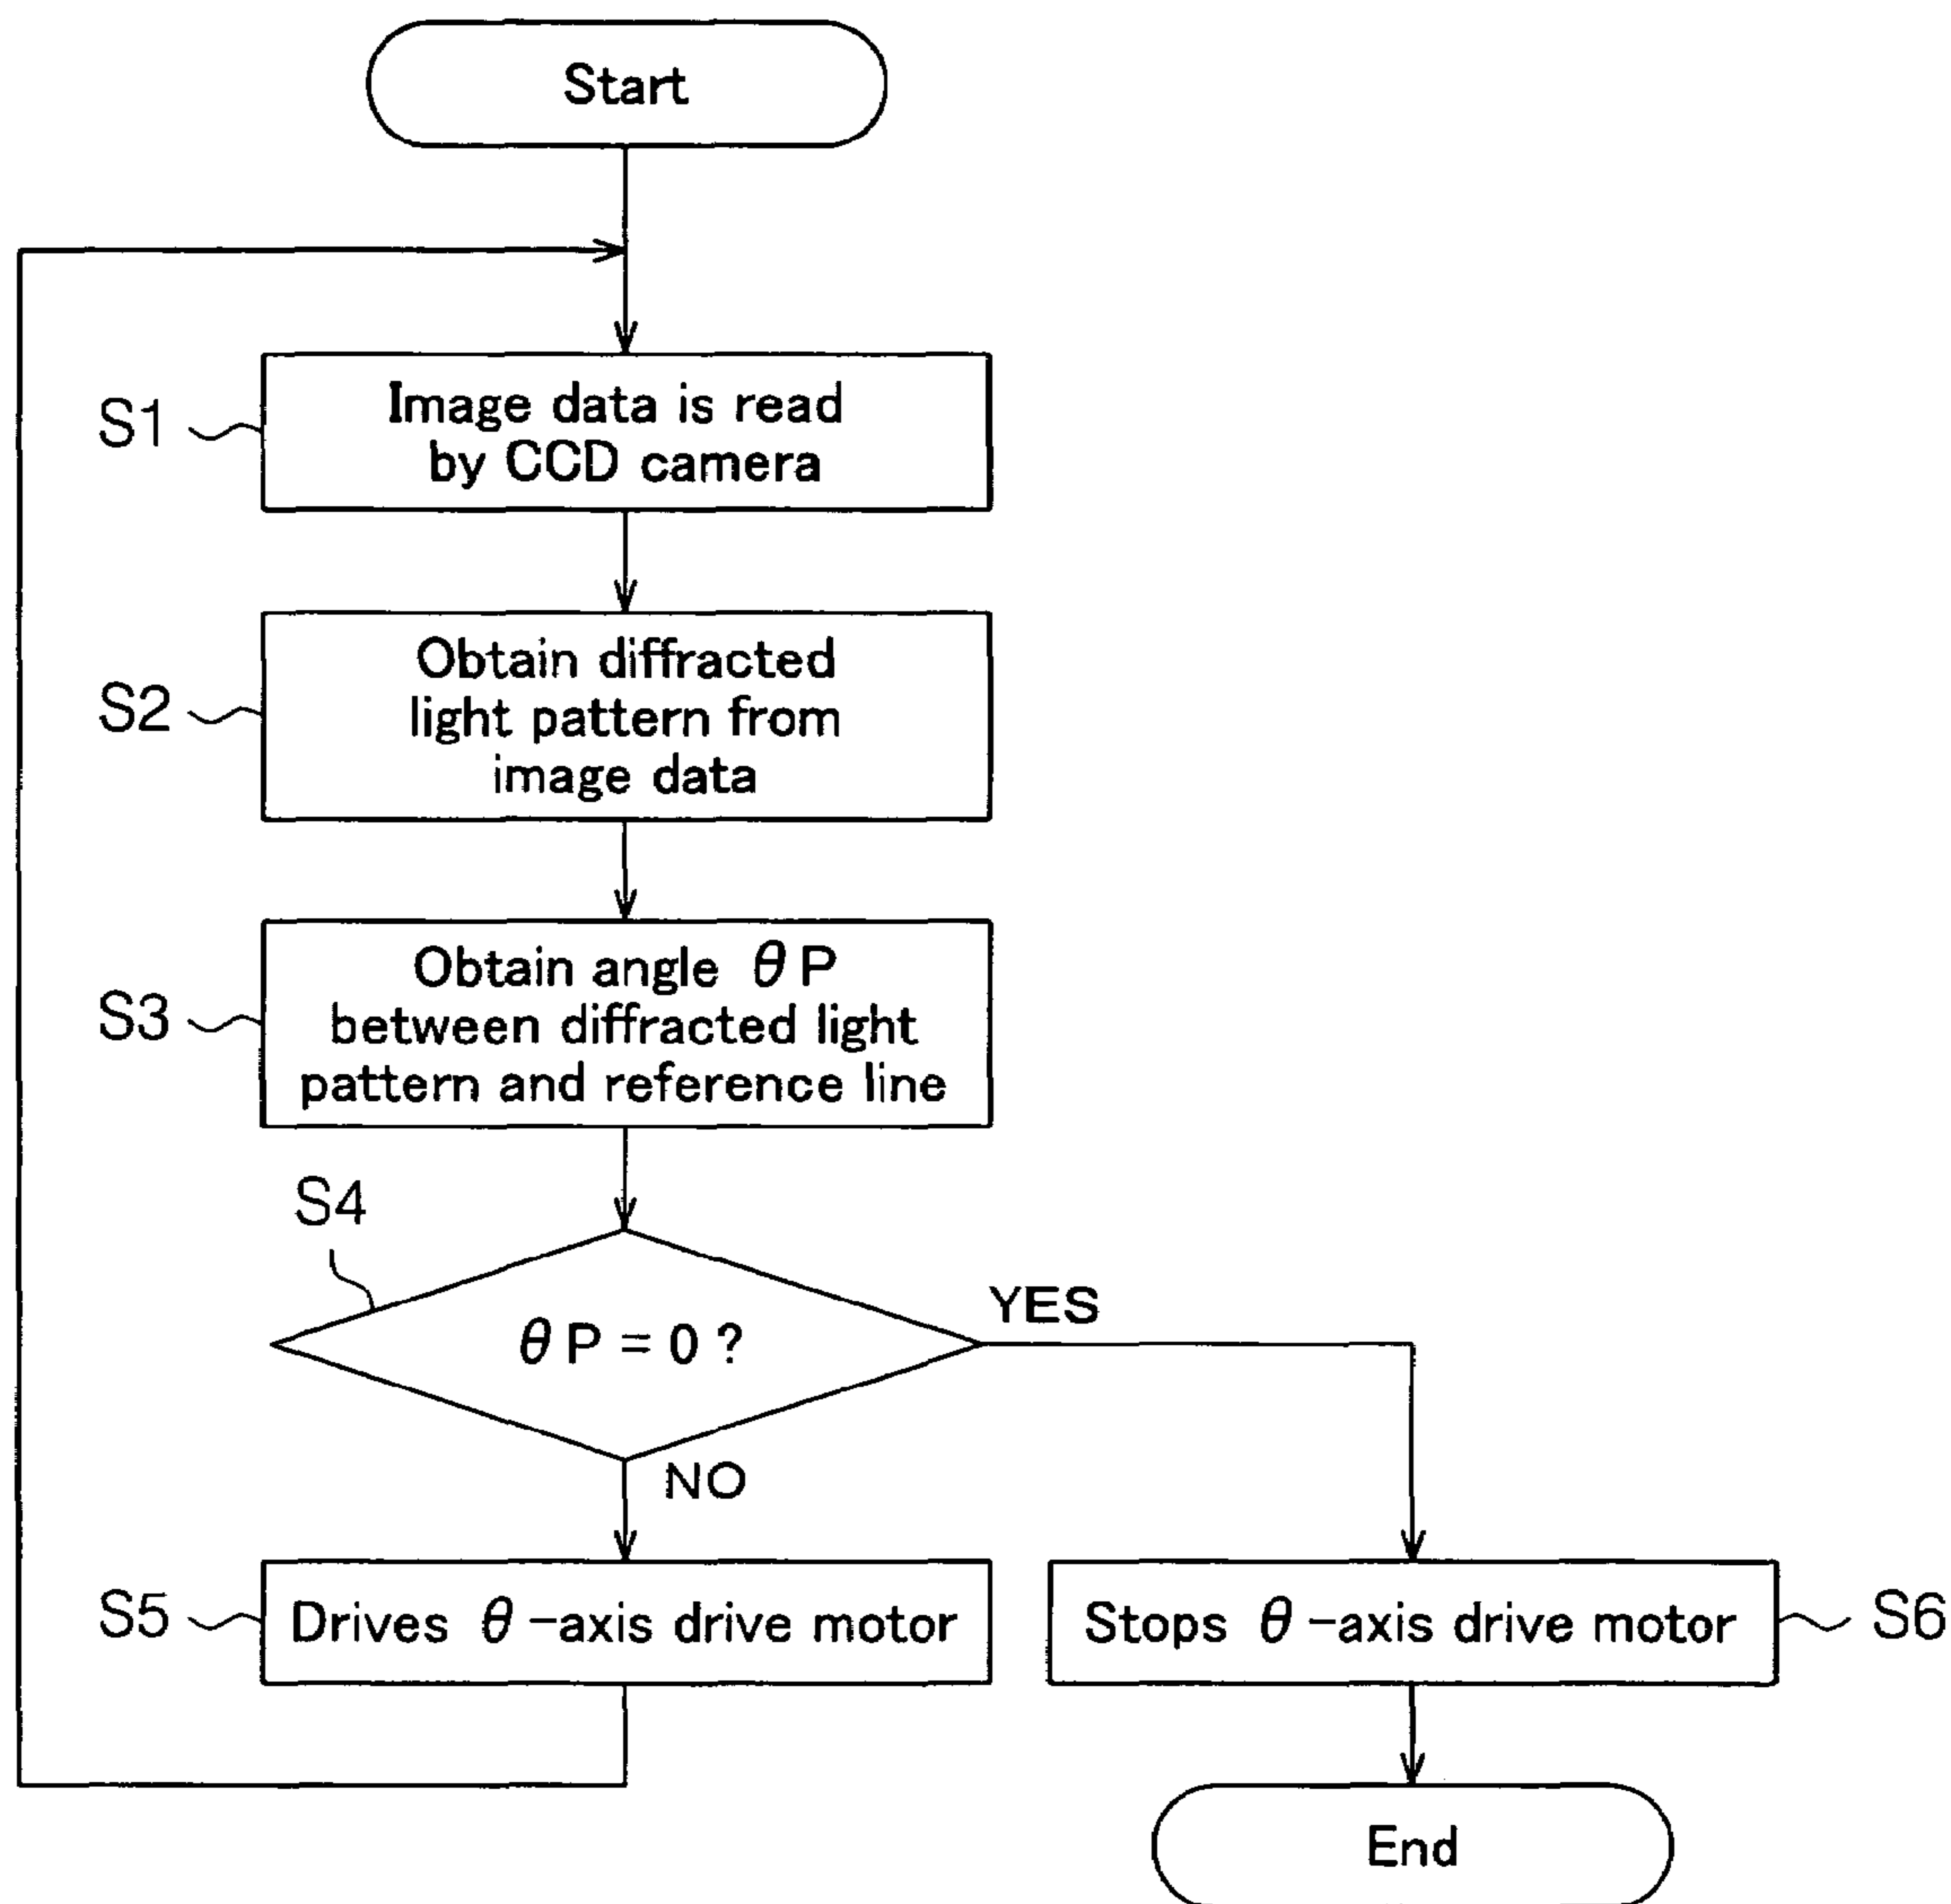 Start
S1
Image data is read
by CCD camera
S2
Obtain diffracted
light pattern from
image data
S3
Obtain angle θP
between diffracted light
pattern and reference line
S4
θP = 0 ?
YES
NO
S5
Drives θ-axis drive motor
Stops θ-axis drive motor
S6
End